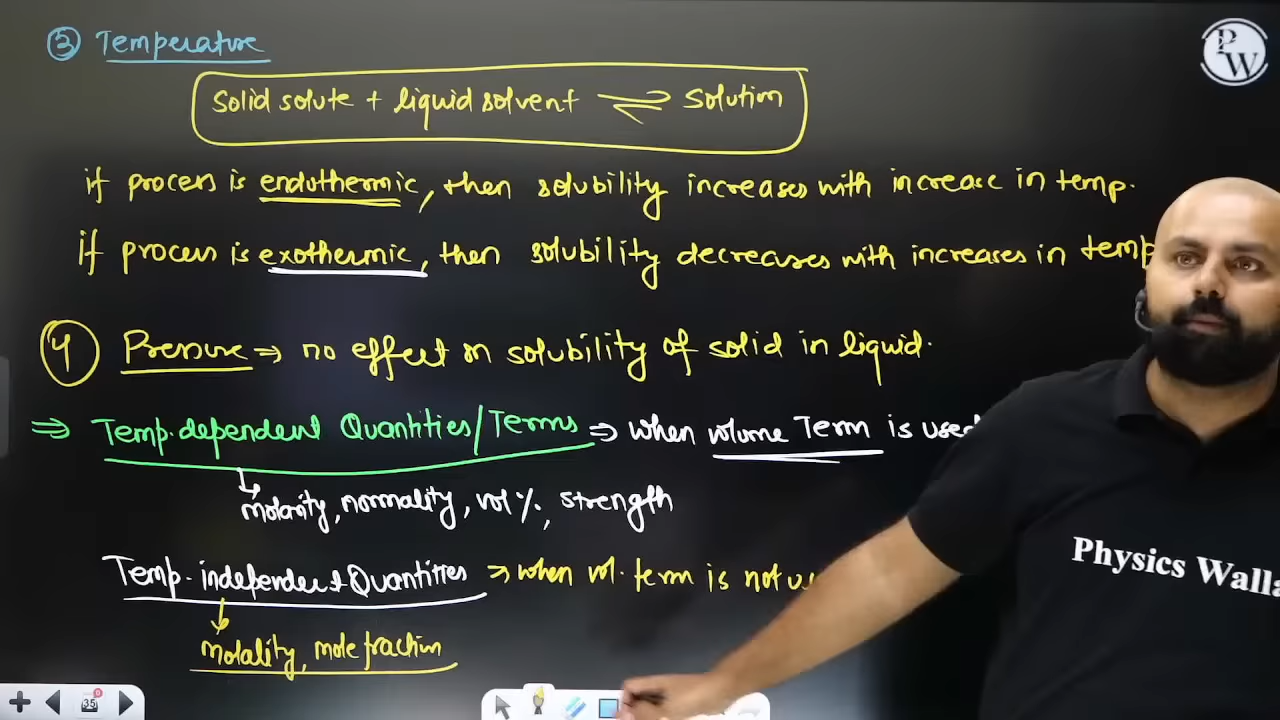 ③ Temperature
PW
Solid solute + liquid solvent ⇌ Solution
if process is endothermic, then solubility increases with increase in temp.
if process is exothermic, then solubility decreases with increases in temp
④ Pressure ⇒ no effect on solubility of solid in liquid.
⇒ Temp. dependent Quantities/Terms ⇒ when volume Term is used
molarity, normality, vol %, strength
Temp. independent Quantities ⇒ when vol. term is not
molality, mole fraction
Physics Walla
35